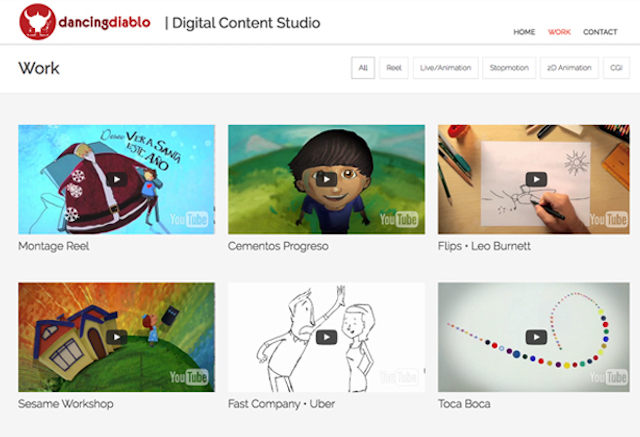 dancingdiablo | Digital Content Studio
HOME WORK CONTACT
Work
All Reel Live/Animation Stopmotion 2D Animation CGI
Deseo VER A SANTA
ESTE AÑO
YouTube
YouTube
YouTube
Montage Reel
Cementos Progreso
Flips • Leo Burnett
YouTube
YouTube
YouTube
Sesame Workshop
Fast Company • Uber
Toca Boca